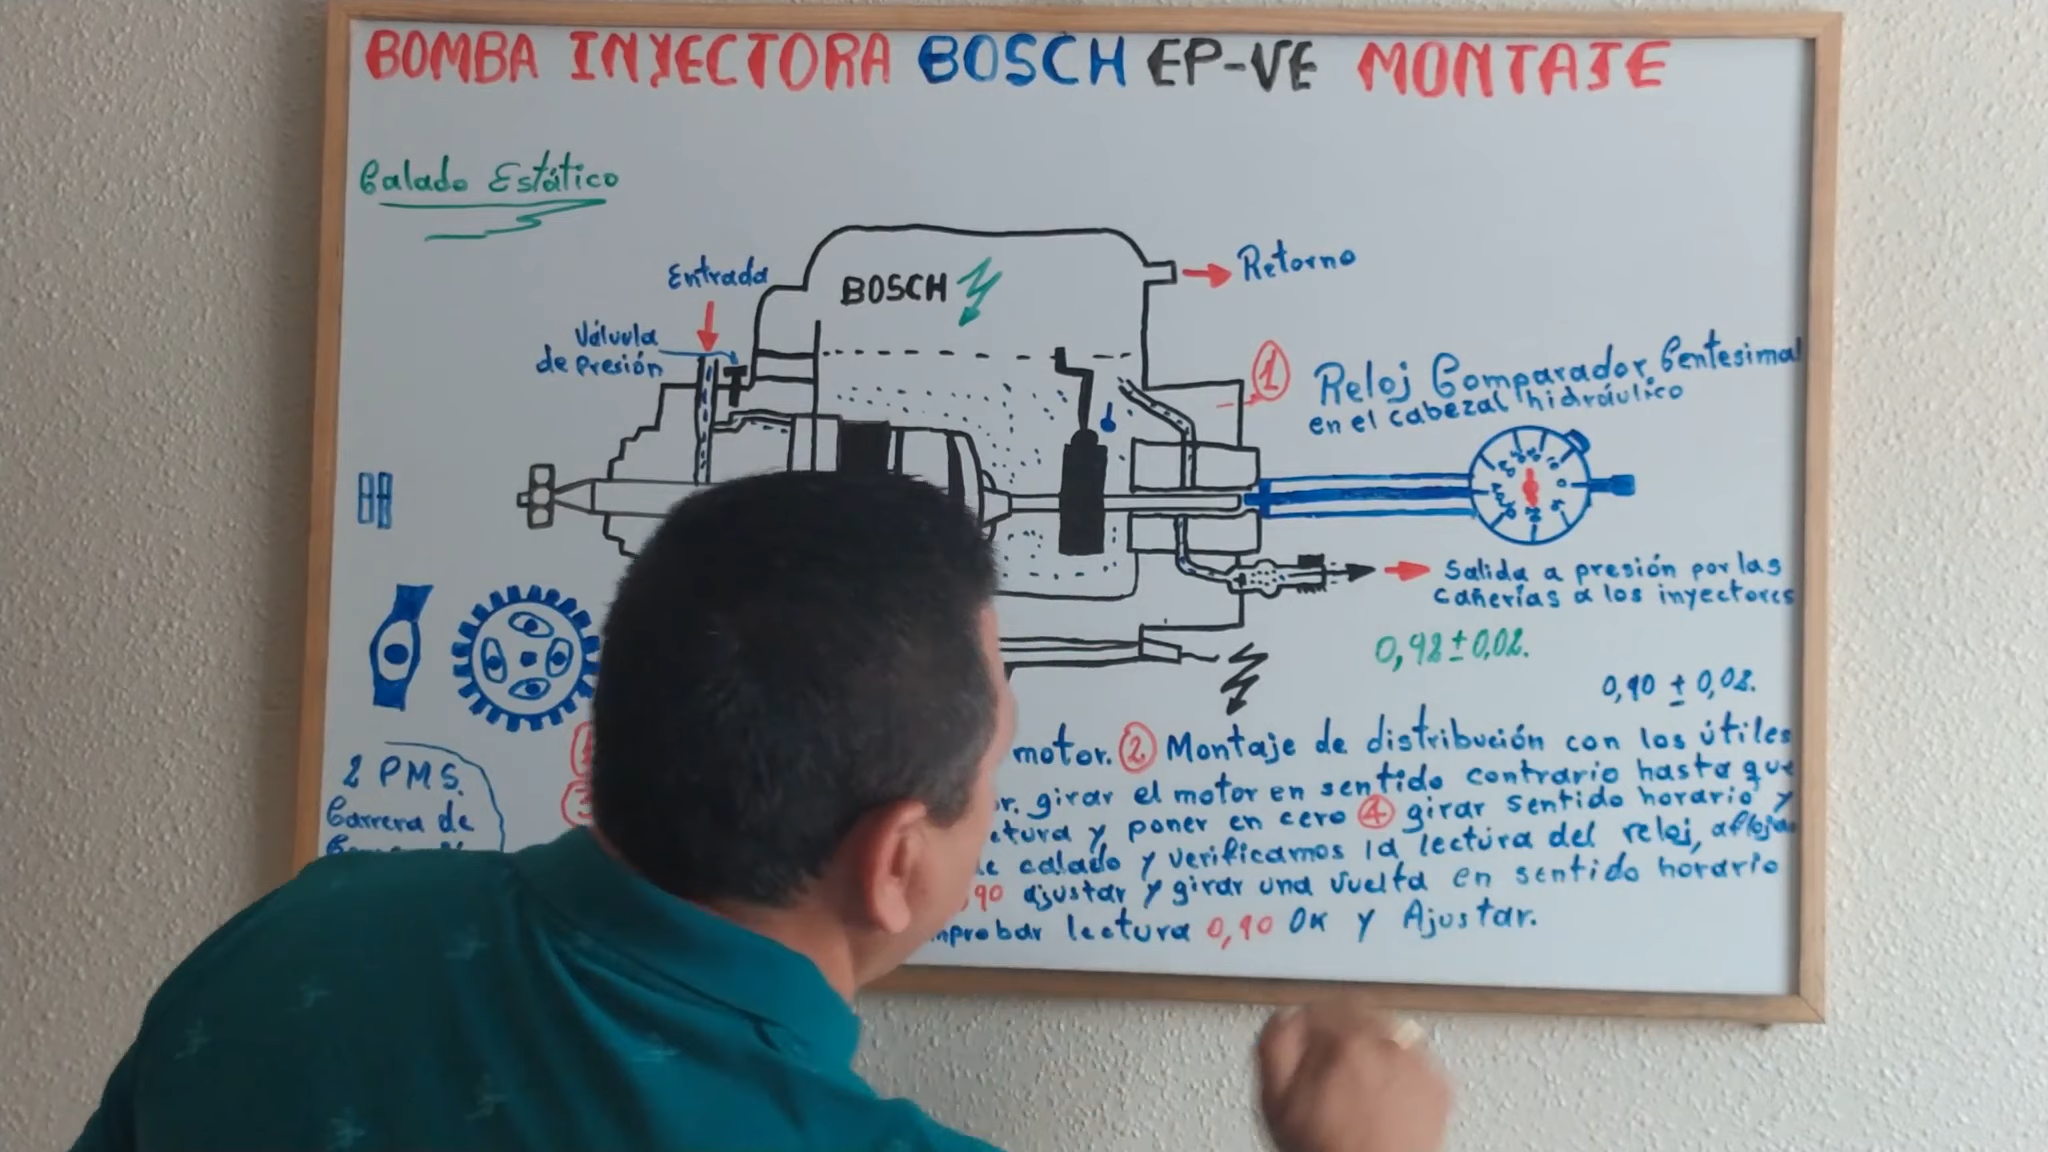 BOMBA INYECTORA BOSCH EP-VE MONTAJE
Calado Estático
Entrada
BOSCH
Retorno
Válvula
de Presión
1
Reloj Comparador Centesimal
en el cabezal hidráulico
Salida a presión por las
cañerías a los inyectores
0,92 ± 0,02.
0,90 ± 0,02.
2 P.M.S.
Carrera de
motor. 2 Montaje de distribución con los útiles
3 girar el motor en sentido contrario hasta que
y poner en cero 4 girar sentido horario y
calado y verificamos la lectura del reloj,
90 ajustar y girar una vuelta en sentido horario
lectura 0,90 OK y Ajustar.